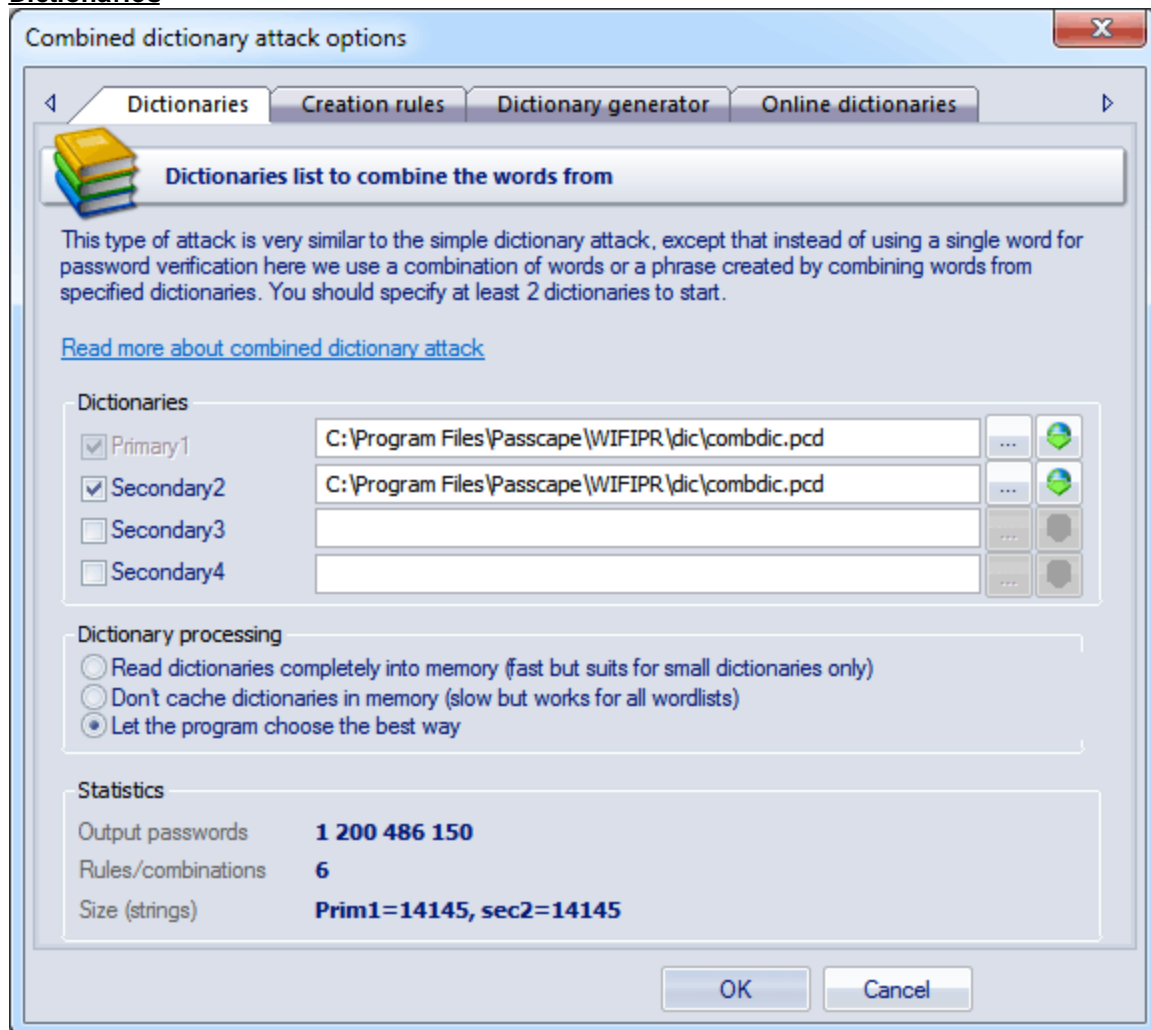 Dictionaries
Combined dictionary attack options
Dictionaries Creation rules Dictionary generator Online dictionaries
Dictionaries list to combine the words from
This type of attack is very similar to the simple dictionary attack, except that instead of using a single word for
password verification here we use a combination of words or a phrase created by combining words from
specified dictionaries. You should specify at least 2 dictionaries to start.
Read more about combined dictionary attack
Dictionaries
Primary1 C:\Program Files\Passcape\WIFIPR\dic\combdic.pcd ...
Secondary2 C:\Program Files\Passcape\WIFIPR\dic\combdic.pcd ...
Secondary3 ...
Secondary4 ...
Dictionary processing
Read dictionaries completely into memory (fast but suits for small dictionaries only)
Don't cache dictionaries in memory (slow but works for all wordlists)
Let the program choose the best way
Statistics
Output passwords 1 200 486 150
Rules/combinations 6
Size (strings) Prim1=14145, sec2=14145
OK Cancel